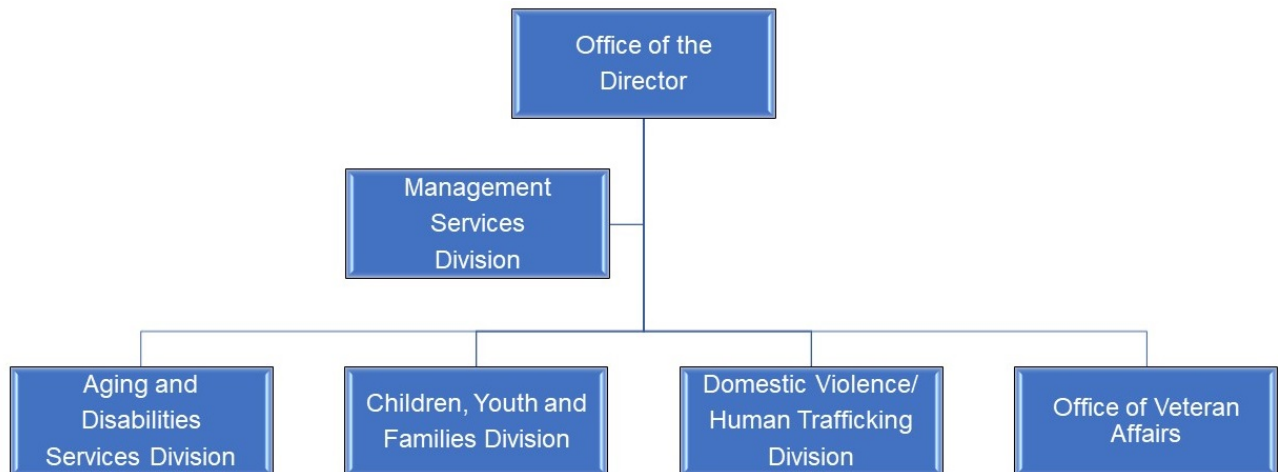 Office of the
Director
Management
Services
Division
Aging and
Disabilities
Services Division
Children, Youth and
Families Division
Domestic Violence/
Human Trafficking
Division
Office of Veteran
Affairs